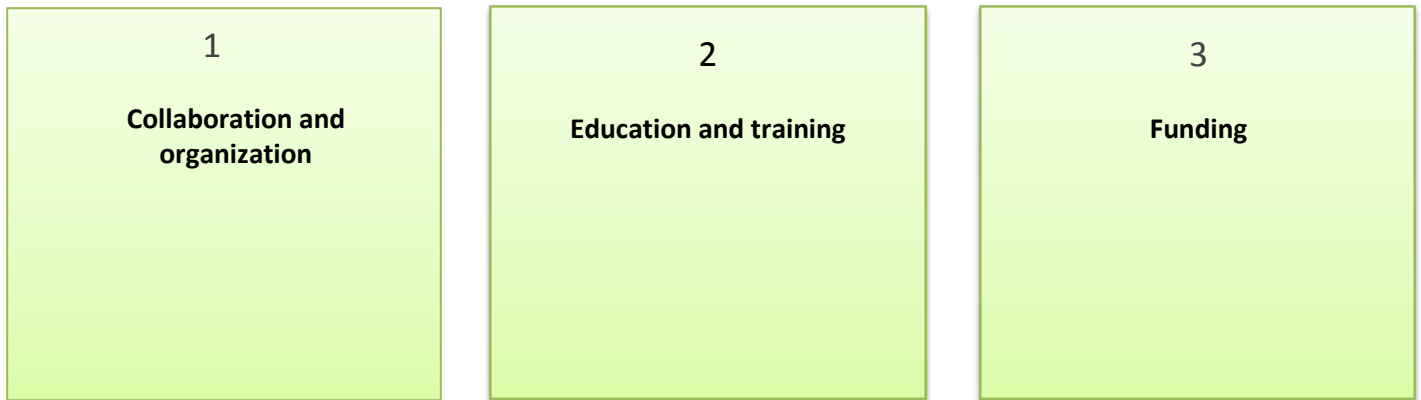 1
Collaboration and
organization
2
Education and training
3
Funding